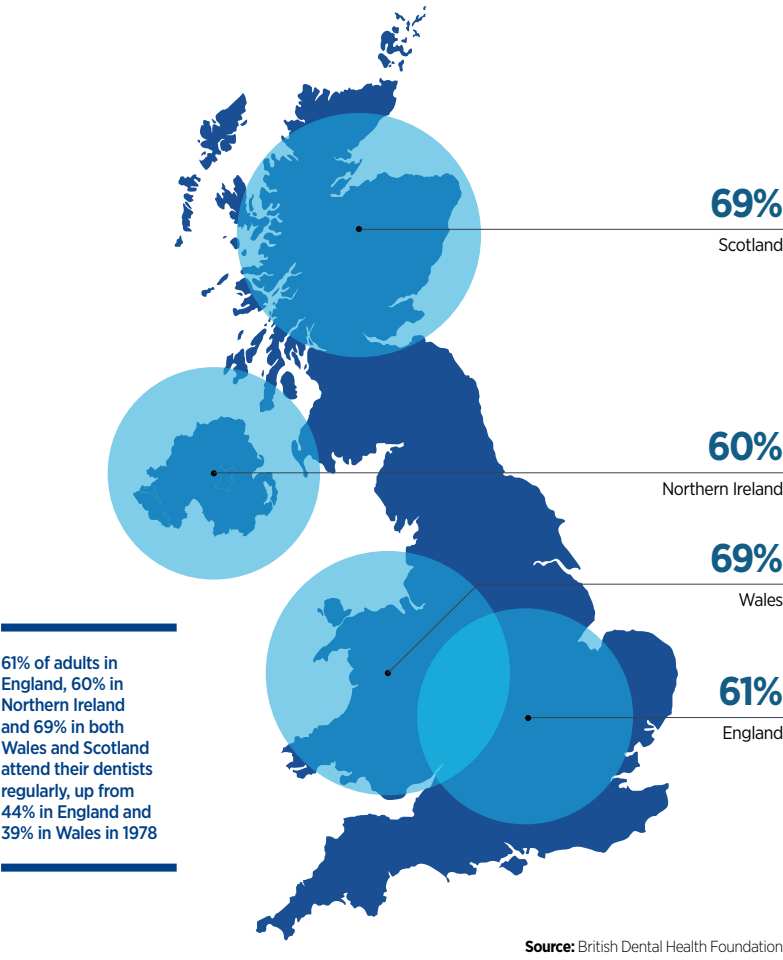 69%
Scotland
60%
Northern Ireland
69%
Wales
61%
England
61% of adults in
England, 60% in
Northern Ireland
and 69% in both
Wales and Scotland
attend their dentists
regularly, up from
44% in England and
39% in Wales in 1978
Source: British Dental Health Foundation